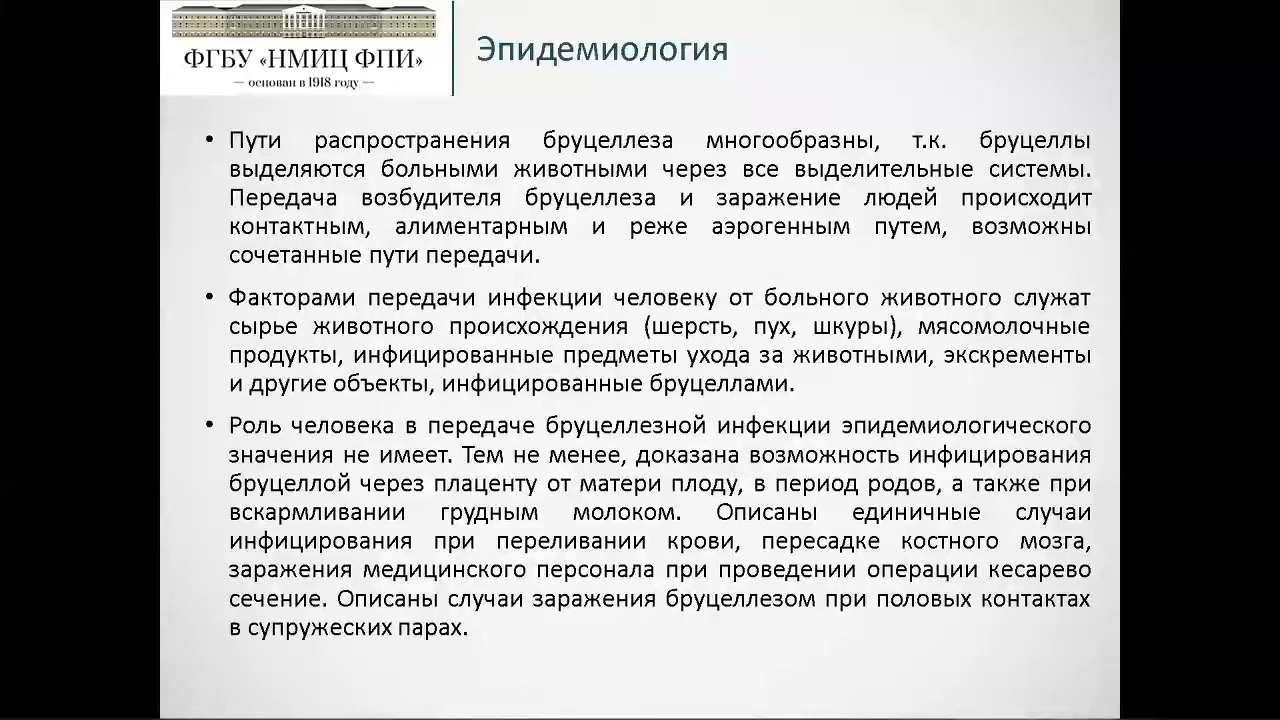 ФГБУ «НМИЦ ФПИ»
— основан в 1918 году —
Эпидемиология
• Пути распространения бруцеллеза многообразны, т.к. бруцеллы
выделяются больными животными через все выделительные системы.
Передача возбудителя бруцеллеза и заражение людей происходит
контактным, алиментарным и реже аэрогенным путем, возможны
сочетанные пути передачи.
• Факторами передачи инфекции человеку от больного животного служат
сырье животного происхождения (шерсть, пух, шкуры), мясомолочные
продукты, инфицированные предметы ухода за животными, экскременты
и другие объекты, инфицированные бруцеллами.
• Роль человека в передаче бруцеллезной инфекции эпидемиологического
значения не имеет. Тем не менее, доказана возможность инфицирования
бруцеллой через плаценту от матери плоду, в период родов, а также при
вскармливании грудным молоком. Описаны единичные случаи
инфицирования при переливании крови, пересадке костного мозга,
заражения медицинского персонала при проведении операции кесарево
сечение. Описаны случаи заражения бруцеллезом при половых контактах
в супружеских парах.